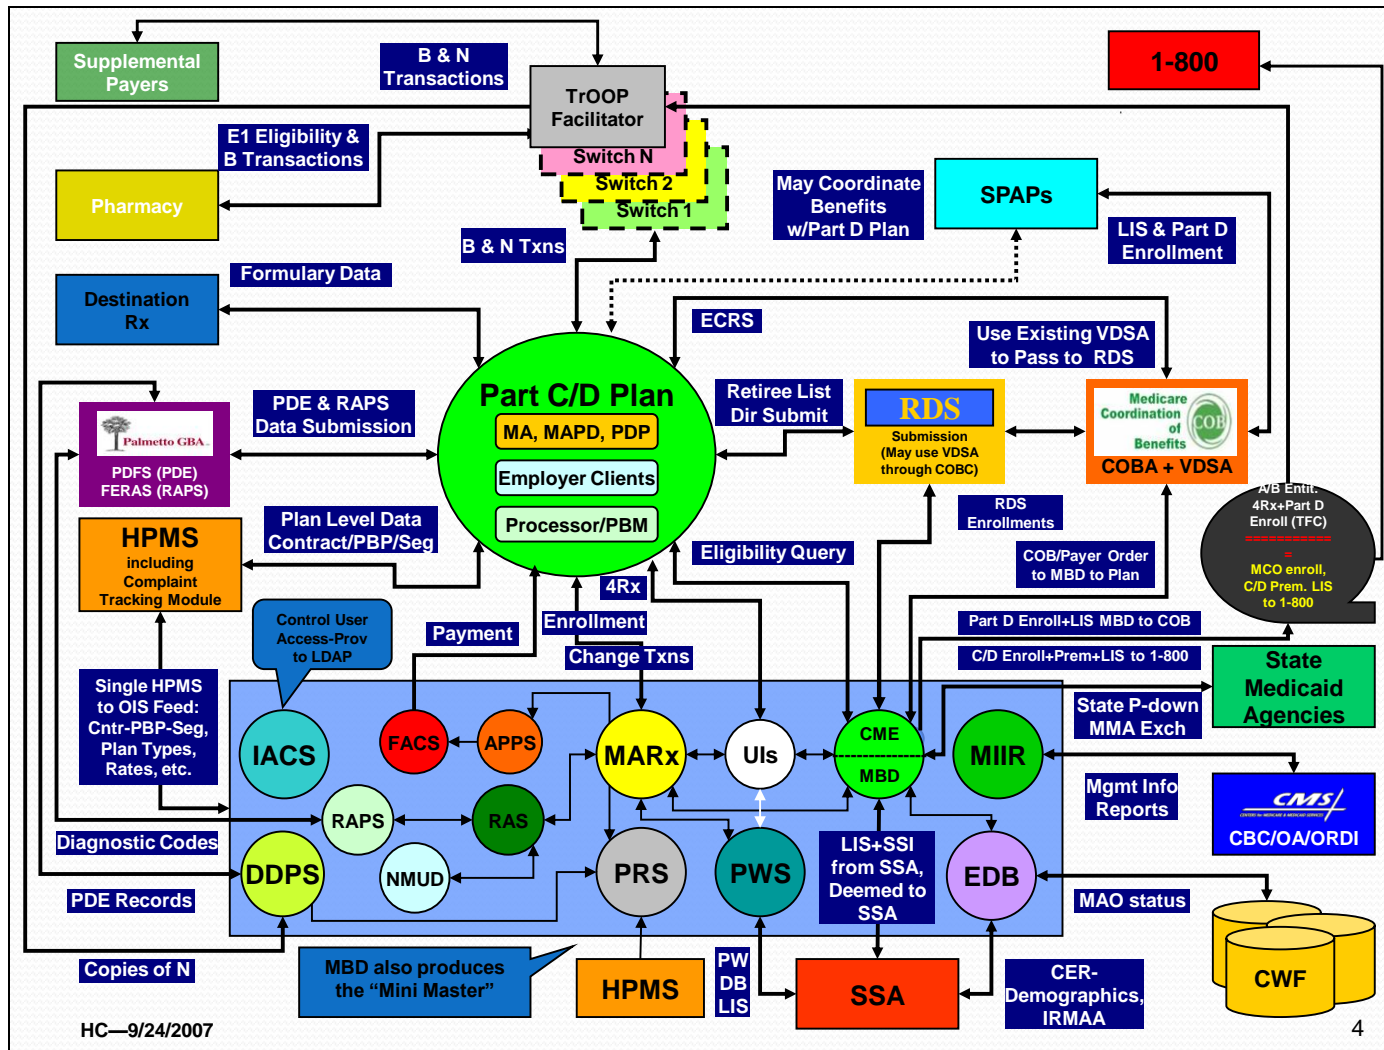 Supplemental
Payers
B & N
Transactions
1-800
TrOOP
Facilitator
E1 Eligibility &
B Transactions
Switch N
Switch 2
Switch 1
Pharmacy
May Coordinate
Benefits
w/Part D Plan
SPAPs
LIS & Part D
Enrollment
B & N Txns
Formulary Data
Destination
Rx
ECRS
Use Existing VDSA
to Pass to RDS
Part C/D Plan
MA, MAPD, PDP
Employer Clients
Processor/PBM
Retiree List
Dir Submit
RDS
Submission
(May use VDSA
through COBC)
Medicare
Coordination
of
Benefits
COB
COBA + VDSA
PDE & RAPS
Data Submission
Palmetto GBA
PDFS (PDE)
FERAS (RAPS)
A/B Entit.
4Rx+Part D
Enroll (TFC)
============
=
MCO enroll,
C/D Prem. LIS
to 1-800
RDS
Enrollments
Plan Level Data
Contract/PBP/Seg
HPMS
including
Complaint
Tracking Module
Eligibility Query
COB/Payer Order
to MBD to Plan
4Rx
Enrollment
Payment
Change Txns
Control User
Access-Prov
to LDAP
Part D Enroll+LIS MBD to COB
C/D Enroll+Prem+LIS to 1-800
State
Medicaid
Agencies
State P-down
MMA Exch
Single HPMS
to OIS Feed:
Cntr-PBP-Seg,
Plan Types,
Rates, etc.
IACS
FACS
APPS
MARx
UIs
CME
MBD
MIIR
Mgmt Info
Reports
CMS
CENTERS for MEDICARE & MEDICAID SERVICES
CBC/OA/ORDI
RAPS
RAS
Diagnostic Codes
DDPS
NMUD
PRS
PWS
LIS+SSI
from SSA,
Deemed to
SSA
EDB
PDE Records
MAO status
Copies of N
MBD also produces
the “Mini Master”
HPMS
PW
DB
LIS
SSA
CER-
Demographics,
IRMAA
CWF
HC—9/24/2007
4